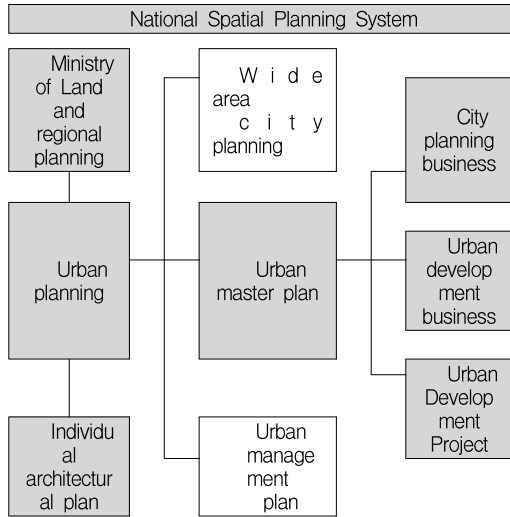 National Spatial Planning System
Ministry
of Land
and
regional
planning
W i d e
area
c i t y
planning
City
planning
business
Urban
planning
Urban
master plan
Urban
develop
ment
business
Urban
Develop
ment
Project
Individu
al
architectur
al plan
Urban
manage
ment
plan